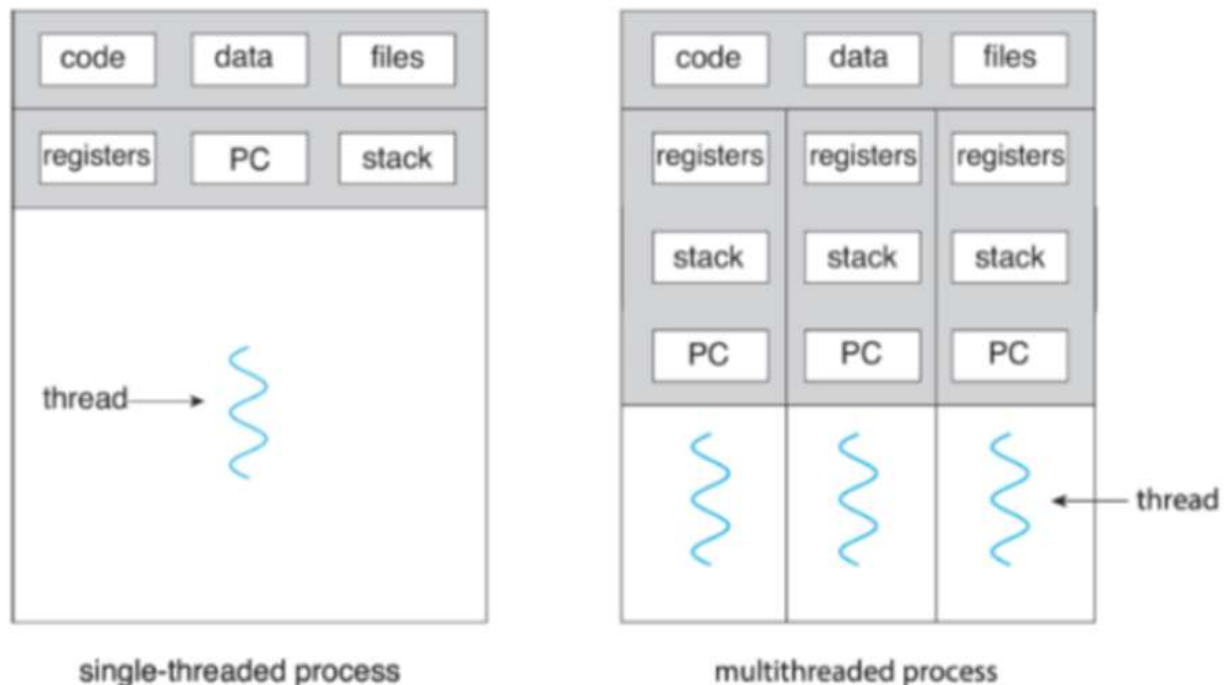 code data files
registers PC stack
thread
single-threaded process
code data files
registers registers registers
stack stack stack
PC PC PC
thread
multithreaded process